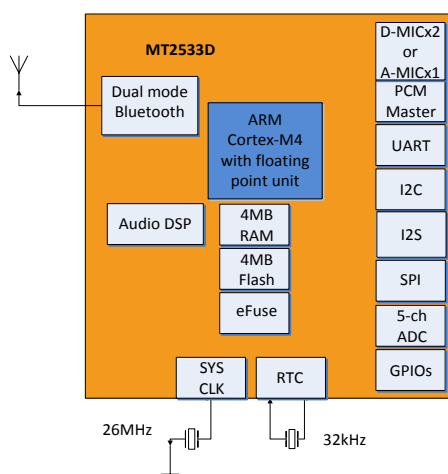 MT2533D
Dual mode
Bluetooth
ARM
Cortex-M4
with floating
point unit
Audio DSP
4MB
RAM
4MB
Flash
eFuse
D-MICx2
or
A-MICx1
PCM
Master
UART
I2C
I2S
SPI
5-ch
ADC
GPIOs
SYS
CLK
RTC
26MHz
32kHz